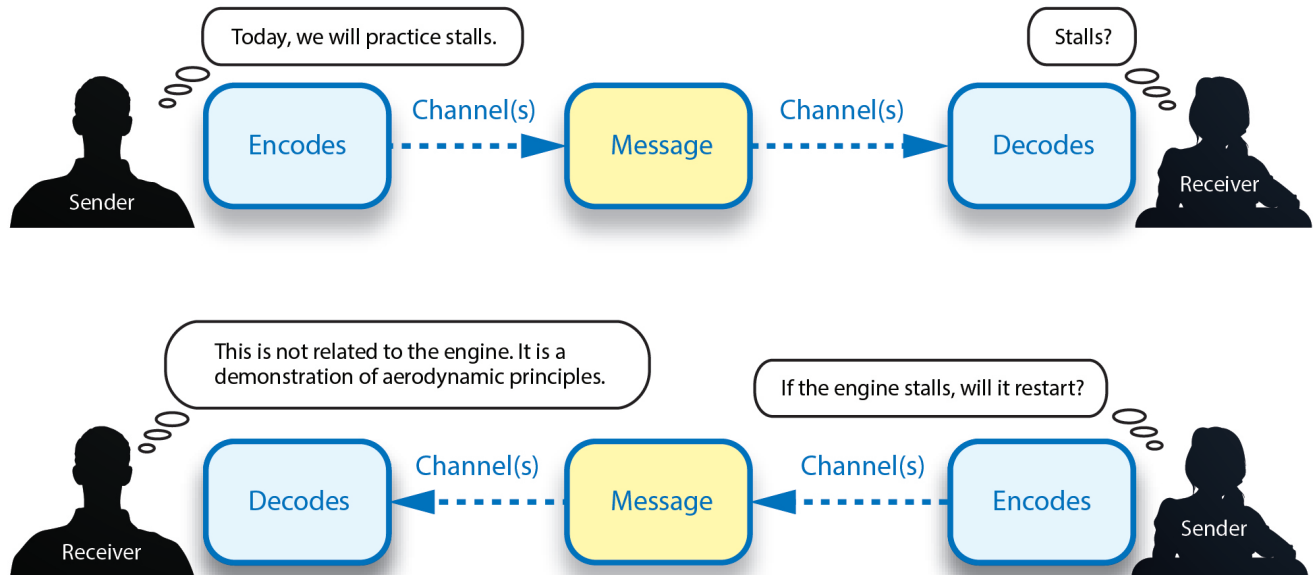 Today, we will practice stalls.
Stalls?
Channel(s)
Channel(s)
Encodes
Message
Decodes
Sender
Receiver
This is not related to the engine. It is a
demonstration of aerodynamic principles.
If the engine stalls, will it restart?
Channel(s)
Channel(s)
Decodes
Message
Encodes
Receiver
Sender